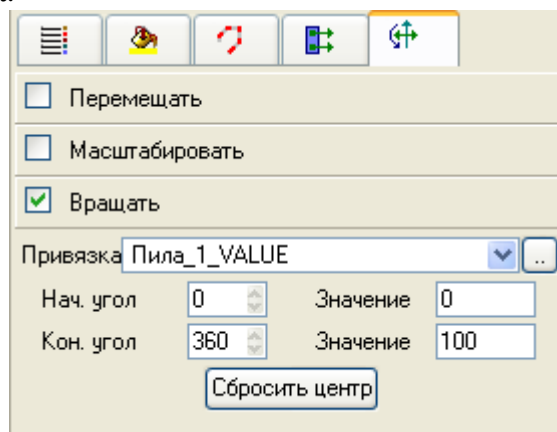 Перемещать
Масштабировать
Вращать
Привязка Пила_1_VALUE ..
Нач. угол 0 Значение 0
Кон. угол 360 Значение 100
Сбросить центр